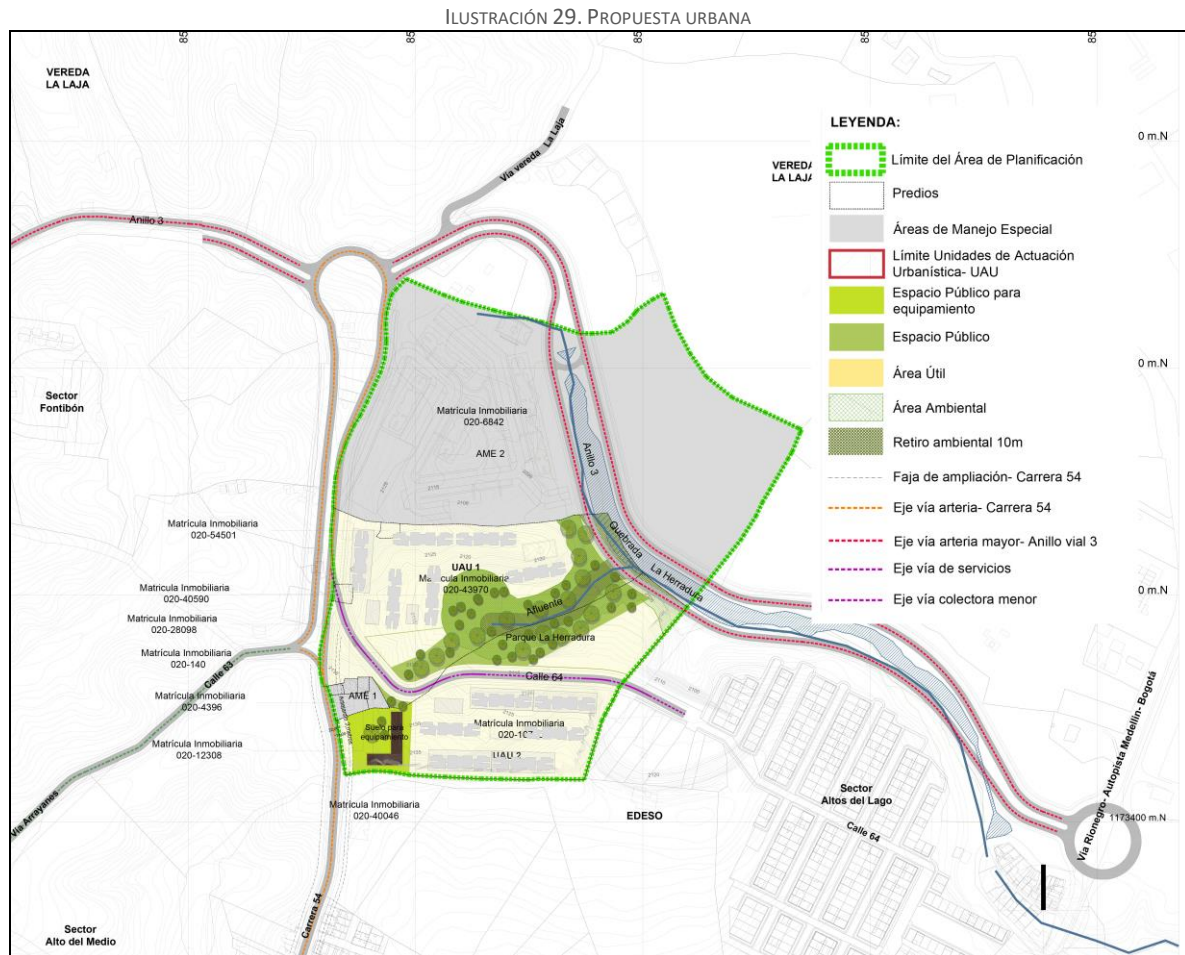 ILUSTRACIÓN 29. PROPUESTA URBANA
85
85
85
85
85
VEREDA
LA LAJA
Vía vereda La Laja
VEREDA
LA LAJA
0 m.N
0 m.N
0 m.N
1173400 m.N
LEYENDA:
Límite del Área de Planificación
Predios
Áreas de Manejo Especial
Límite Unidades de Actuación
Urbanística- UAU
Espacio Público para
equipamiento
Espacio Público
Área Útil
Área Ambiental
Retiro ambiental 10m
Faja de ampliación- Carrera 54
Eje vía arteria- Carrera 54
Eje vía arteria mayor- Anillo vial 3
Eje vía de servicios
Eje vía colectora menor
Anillo 3
Sector
Fontibón
Matrícula Inmobiliaria
020-6842
AME 2
Anillo 3
Quebrada
La Herradura
Matrícula Inmobiliaria
020-54501
UAU 1
Matrícula Inmobiliaria
020-43970
Afluente
Parque La Herradura
Matrícula Inmobiliaria
020-40590
Matrícula Inmobiliaria
020-28098
Matrícula Inmobiliaria
020-140
Matrícula Inmobiliaria
020-4396
Matrícula Inmobiliaria
020-12308
Calle 63
Vía Arrayanes
AME 1
Calle 64
Suelo para
equipamiento
Matrícula Inmobiliaria
UAU 2
Matrícula Inmobiliaria
020-40046
EDESO
Sector
Altos del Lago
Calle 64
Vía Rionegro- Autopista Medellín- Bogotá
Carrera 54
Sector
Alto del Medio